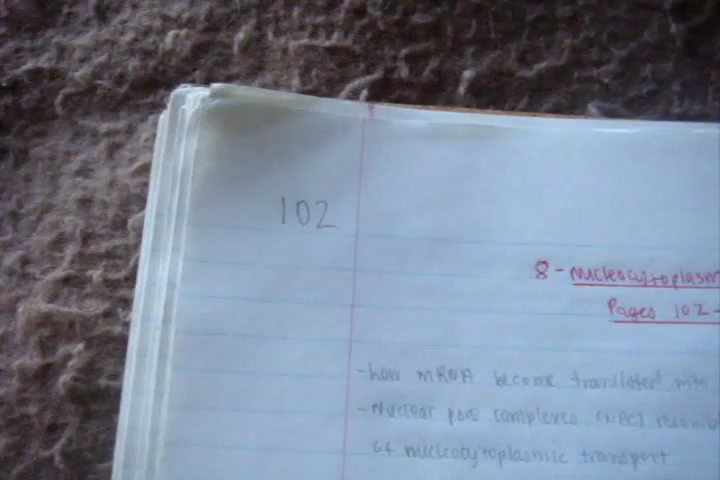 102
8 - Nucleocytoplasm
Pages 102-
- how mRNA become translated into
- Nuclear pore complexes (NPC)
of nucleocytoplasmic transport